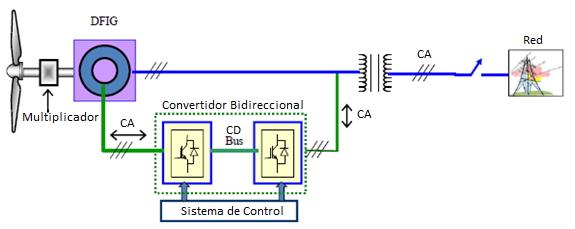 DFIG
Multiplicador
CA
Convertidor Bidireccional
CD
Bus
Sistema de Control
CA
CA
Red